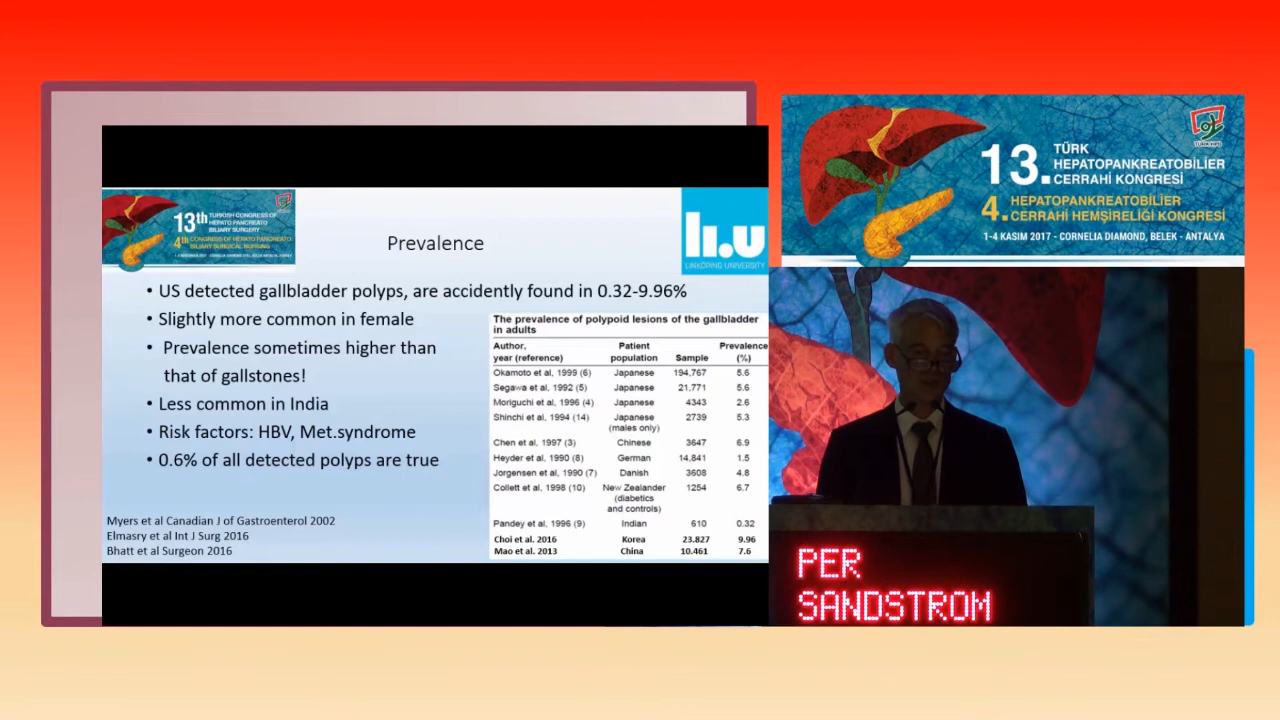 13th TURKISH CONGRESS OF
HEPATO PANCREATO
BILIARY SURGERY
4th CONGRESS OF HEPATO PANCREATO
BILIARY SURGICAL NURSING
li.u
LINKÖPING UNIVERSITY
Prevalence
• US detected gallbladder polyps, are accidently found in 0.32-9.96%
• Slightly more common in female
• Prevalence sometimes higher than
that of gallstones!
• Less common in India
• Risk factors: HBV, Met.syndrome
• 0.6% of all detected polyps are true
Myers et al Canadian J of Gastroenterol 2002
Elmasry et al Int J Surg 2016
Bhatt et al Surgeon 2016
The prevalence of polypoid lesions of the gallbladder
in adults
Author, Patient Prevalence
year (reference) population Sample (%)
Okamoto et al, 1999 (6) Japanese 194,767 5.6
Segawa et al, 1992 (5) Japanese 21,771 5.6
Moriguchi et al, 1996 (4) Japanese 4343 2.6
Shinchi et al, 1994 (14) Japanese 2739 5.3
(males only)
Chen et al, 1997 (3) Chinese 3647 6.9
Heyder et al, 1990 (8) German 14,841 1.5
Jorgensen et al, 1990 (7) Danish 3608 4.8
Collett et al, 1998 (10) New Zealander 1254 6.7
(diabetics
and controls)
Pandey et al, 1996 (9) Indian 610 0.32
Choi et al. 2016 Korea 23.827 9.96
Mao et al. 2013 China 10.461 7.6
13. TÜRK
HEPATOPANKREATOBİLİER
CERRAHİ KONGRESİ
4. HEPATOPANKREATOBİLİER
CERRAHİ HEMŞİRELİĞİ KONGRESİ
1-4 KASIM 2017 - CORNELIA DIAMOND, BELEK - ANTALYA
TÜRK HPB
PER
SANDSTROM